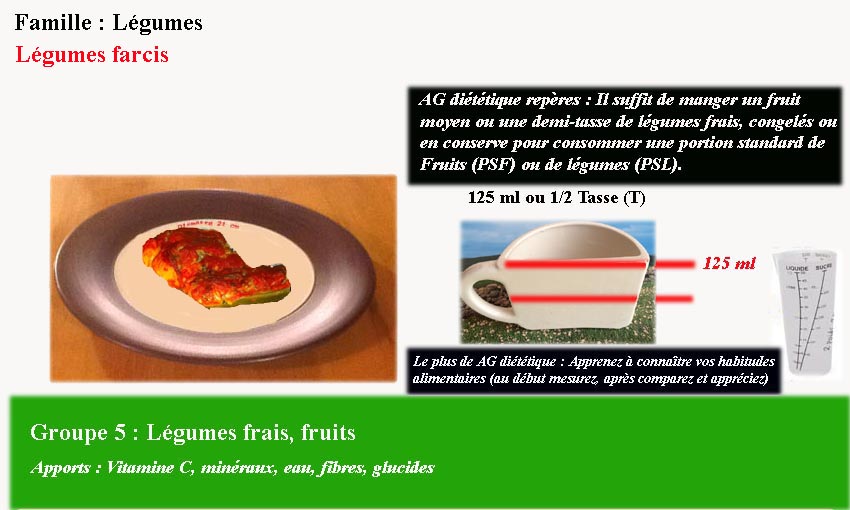 Famille : Légumes
Légumes farcis
AG diététique repères : Il suffit de manger un fruit
moyen ou une demi-tasse de légumes frais, congelés ou
en conserve pour consommer une portion standard de
Fruits (PSF) ou de légumes (PSL).
125 ml ou 1/2 Tasse (T)
125 ml
LIQUIDE SUCRE
Le plus de AG diététique : Apprenez à connaître vos habitudes
alimentaires (au début mesurez, après comparez et appréciez)
Groupe 5 : Légumes frais, fruits
Apports : Vitamine C, minéraux, eau, fibres, glucides